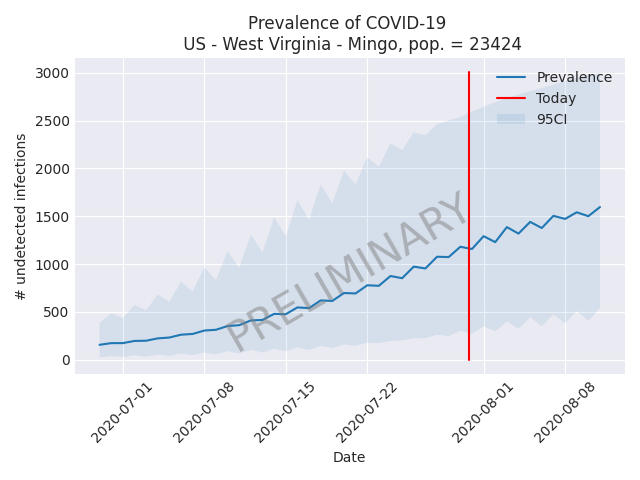 Prevalence of COVID-19
US - West Virginia - Mingo, pop. = 23424
3000
2500
2000
1500
1000
500
0
# undetected infections
Prevalence
Today
95CI
PRELIMINARY
2020-07-01
2020-07-08
2020-07-15
2020-07-22
2020-08-01
2020-08-08
Date